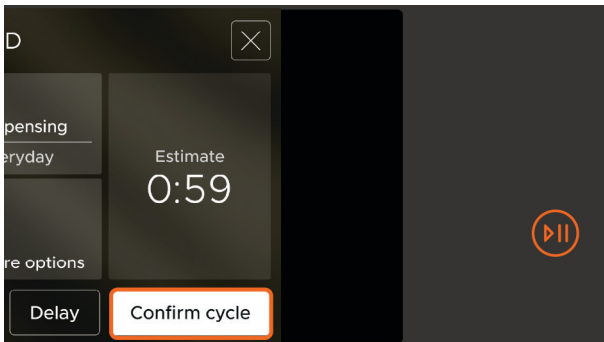 D
pensing
eryday
Estimate
0:59
re options
Delay
Confirm cycle